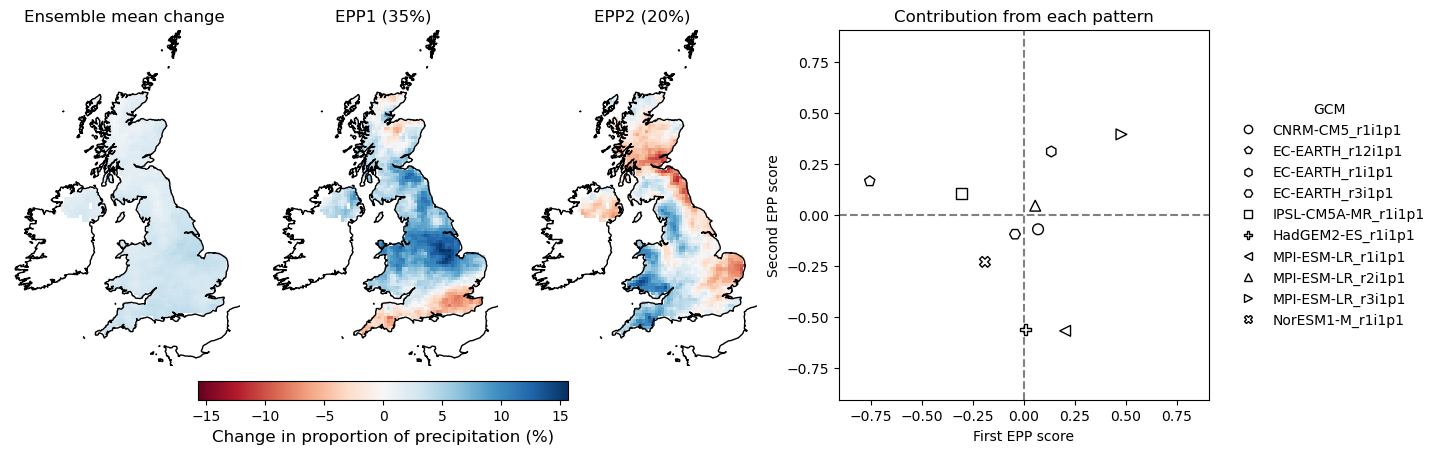 Ensemble mean change
EPP1 (35%)
EPP2 (20%)
−15 −10 −5 0 5 10 15
Change in proportion of precipitation (%)
Contribution from each pattern
0.75
0.50
0.25
0.00
−0.25
−0.50
−0.75
Second EPP score
−0.75 −0.50 −0.25 0.00 0.25 0.50 0.75
First EPP score
GCM
CNRM-CM5_r1i1p1
EC-EARTH_r12i1p1
EC-EARTH_r1i1p1
EC-EARTH_r3i1p1
IPSL-CM5A-MR_r1i1p1
HadGEM2-ES_r1i1p1
MPI-ESM-LR_r1i1p1
MPI-ESM-LR_r2i1p1
MPI-ESM-LR_r3i1p1
NorESM1-M_r1i1p1